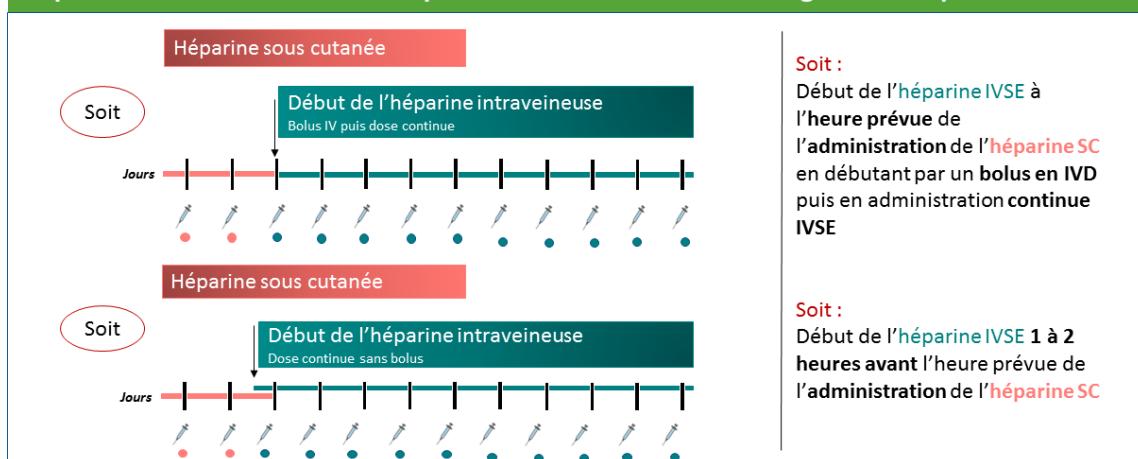 Héparine sous cutanée
Soit
Début de l'héparine intraveineuse
Bolus IV puis dose continue
Jours
Héparine sous cutanée
Soit
Début de l'héparine intraveineuse
Dose continue sans bolus
Jours
Soit :
Début de l'héparine IVSE à
l'heure prévue de
l'administration de l'héparine SC
en débutant par un bolus en IVD
puis en administration continue
IVSE
Soit :
Début de l'héparine IVSE 1 à 2
heures avant l'heure prévue de
l'administration de l'héparine SC